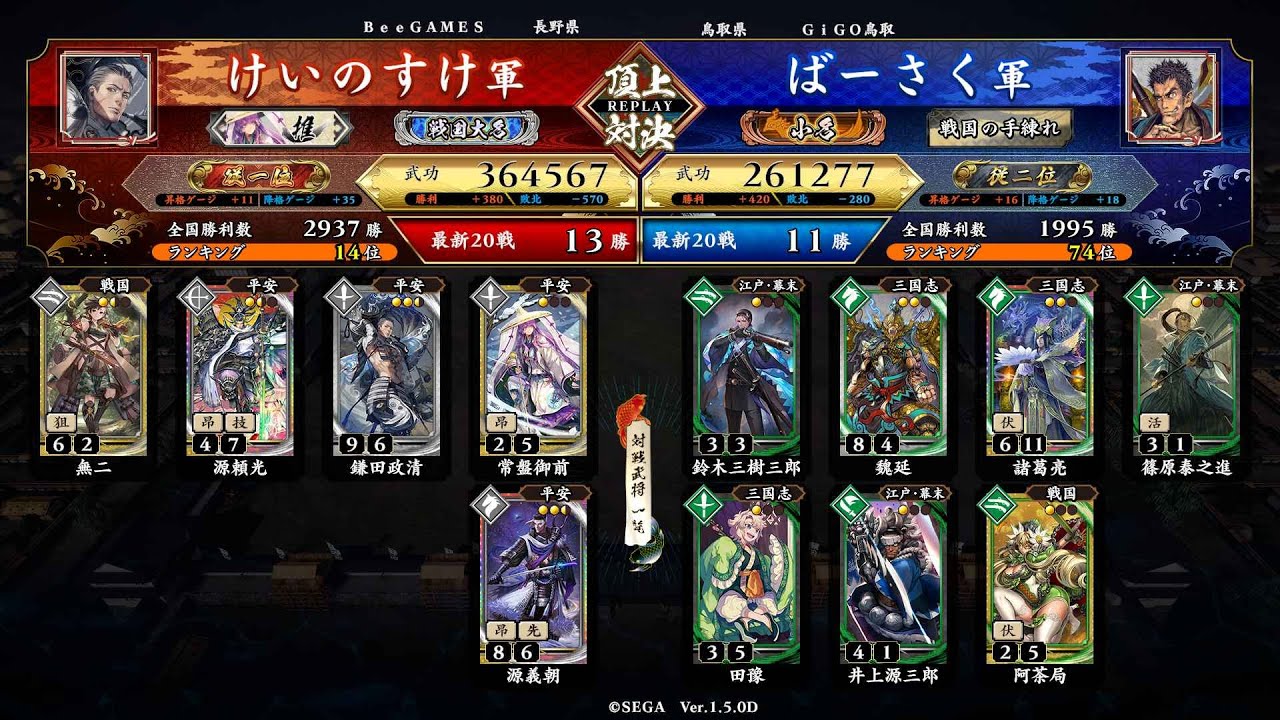 BeeGAMES 長野県 鳥取県 GiGO鳥取
けいのすけ軍 頂上 REPLAY 対決 ばーさく軍
推 戦国大名 小名 戦国の手練れ
従一位 武功 364567 武功 261277 従二位
昇格ゲージ +11 降格ゲージ +35 勝利 +380 敗北 -570 勝利 +420 敗北 -280 昇格ゲージ +16 降格ゲージ +18
全国勝利数 2937勝 最新20戦 13勝 最新20戦 11勝 全国勝利数 1995勝
ランキング 14位 ランキング 74位
戦国 平安 平安 平安 江戸・幕末 三国志 三国志 江戸・幕末
狙 昂 技 昂 伏 活
6 2 4 7 9 6 2 5 3 3 8 4 6 11 3 1
無二 源頼光 鎌田政清 常盤御前 鈴木三樹三郎 魏延 諸葛亮 篠原泰之進
対戦武将一覧
平安 三国志 江戸・幕末 戦国
昂 先 伏
8 6 3 5 4 1 2 5
源義朝 田豫 井上源三郎 阿茶局
©SEGA Ver.1.5.0D